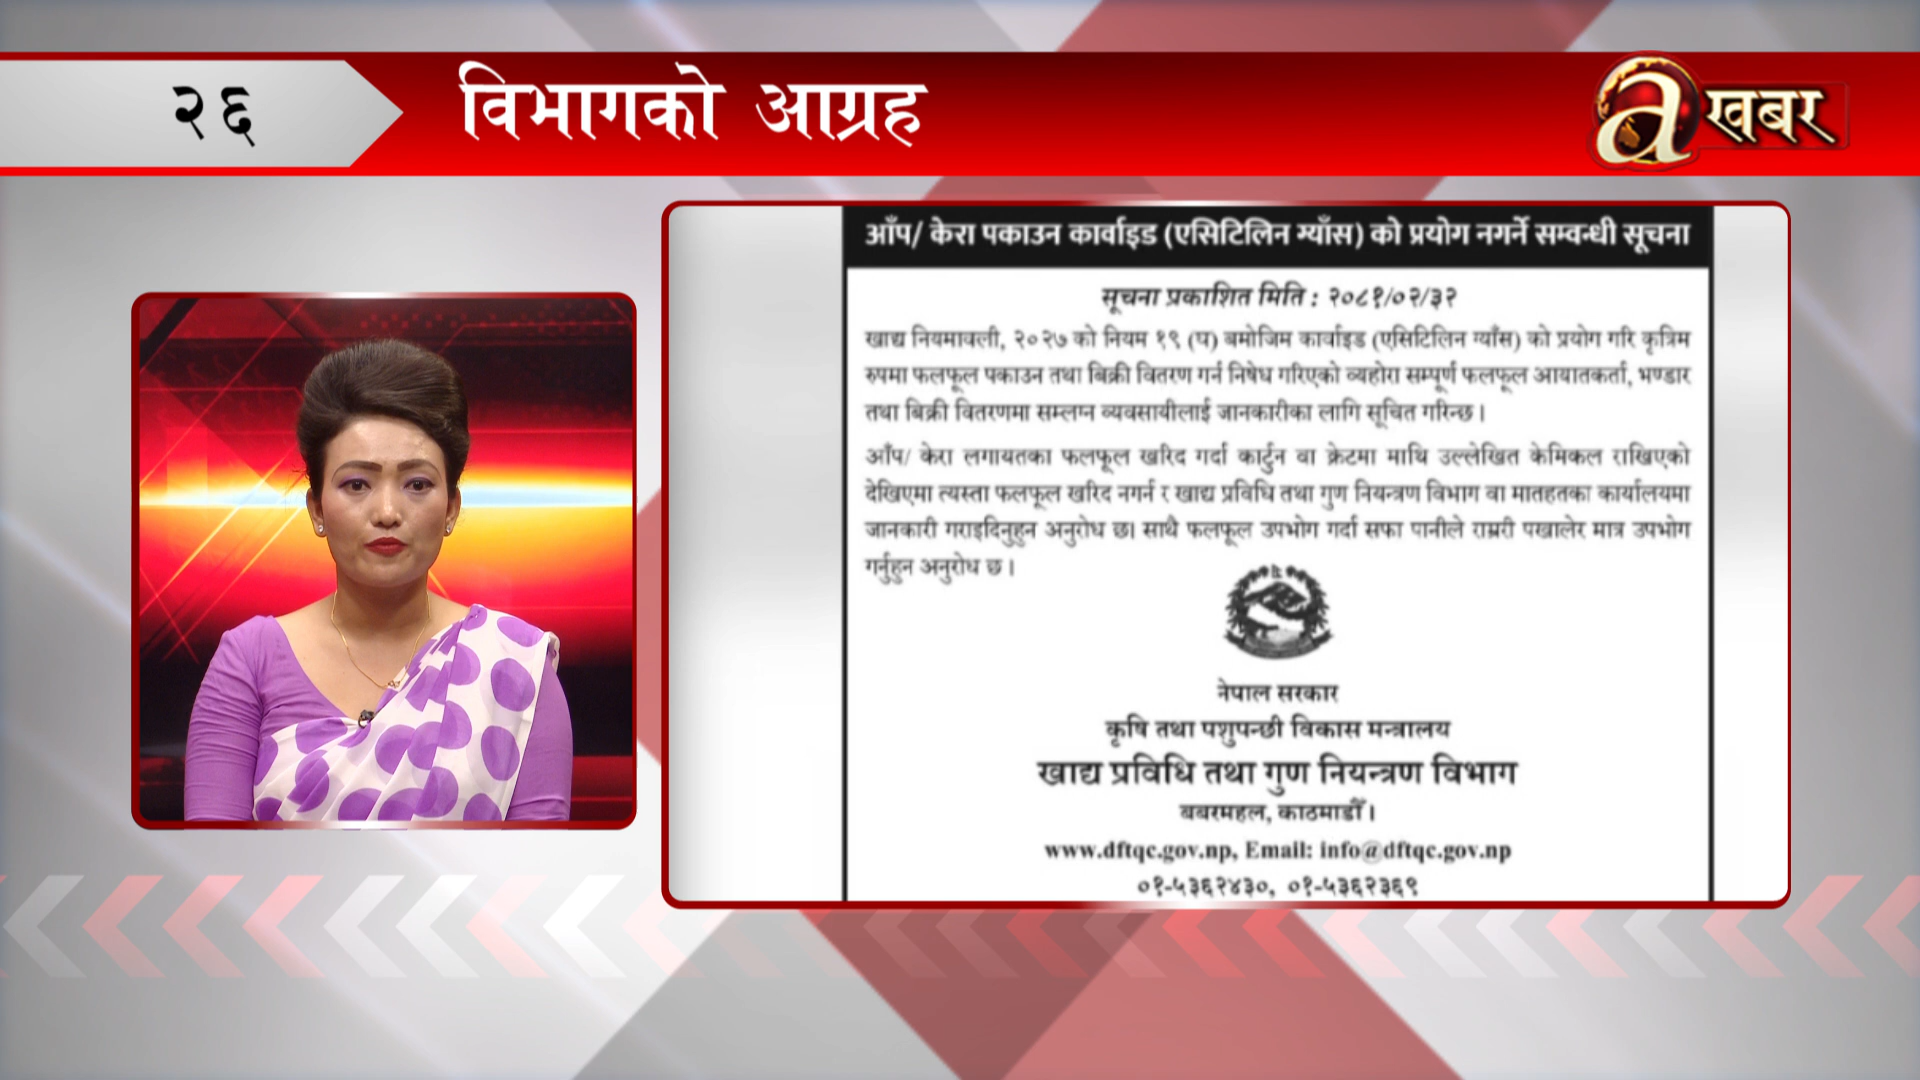 २६
विभागको आग्रह
a खबर
आँप/ केरा पकाउन कार्वाइड (एसिटिलिन ग्याँस) को प्रयोग नगर्ने सम्वन्धी सूचना
सूचना प्रकाशित मिति : २०८१/०२/३२
खाद्य नियमावली, २०२७ को नियम १९ (प) बमोजिम कार्वाइड (एसिटिलिन ग्याँस) को प्रयोग गरि कृत्रिम
रुपमा फलफूल पकाउन तथा बिक्री वितरण गर्न निषेध गरिएको व्यहोरा सम्पूर्ण फलफूल आयातकर्ता, भण्डार
तथा बिक्री वितरणमा सम्लग्न व्यवसायीलाई जानकारीका लागि सूचित गरिन्छ।
आँप/ केरा लगायतका फलफूल खरिद गर्दा कार्टुन वा क्रेटमा माथि उल्लेखित केमिकल राखिएको
देखिएमा त्यस्ता फलफूल खरिद नगर्न र खाद्य प्रविधि तथा गुण नियन्त्रण विभाग वा मातहतका कार्यालयमा
जानकारी गराइदिनुहुन अनुरोध छ। साथै फलफूल उपभोग गर्दा सफा पानीले राम्ररी पखालेर मात्र उपभोग
गर्नुहुन अनुरोध छ।
नेपाल सरकार
कृषि तथा पशुपन्छी विकास मन्त्रालय
खाद्य प्रविधि तथा गुण नियन्त्रण विभाग
बबरमहल, काठमाडौँ।
www.dftqc.gov.np, Email: info@dftqc.gov.np
०१-५३६२४३०, ०१-५३६२३६९